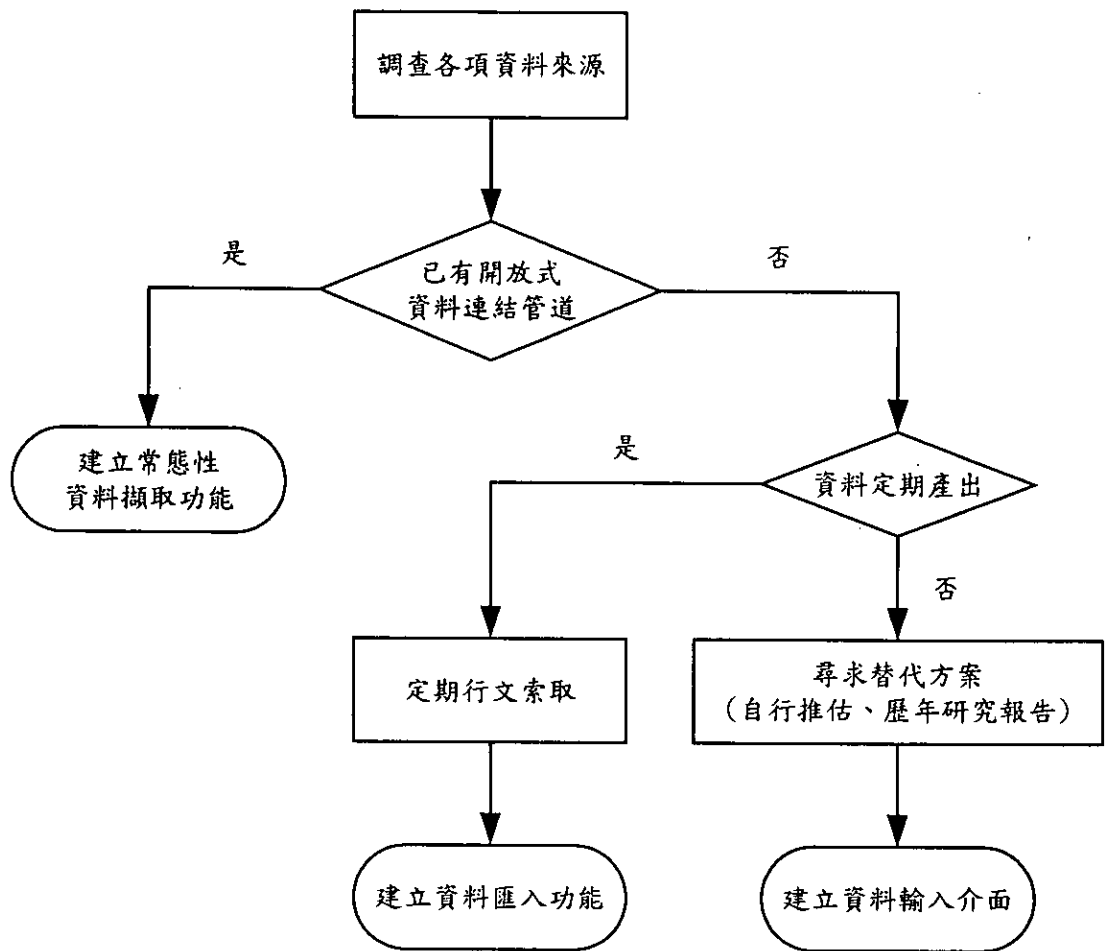 調查各項資料來源
是
否
已有開放式
資料連結管道
建立常態性
資料擷取功能
是
資料定期產出
否
定期行文索取
尋求替代方案
（自行推估、歷年研究報告）
建立資料匯入功能
建立資料輸入介面